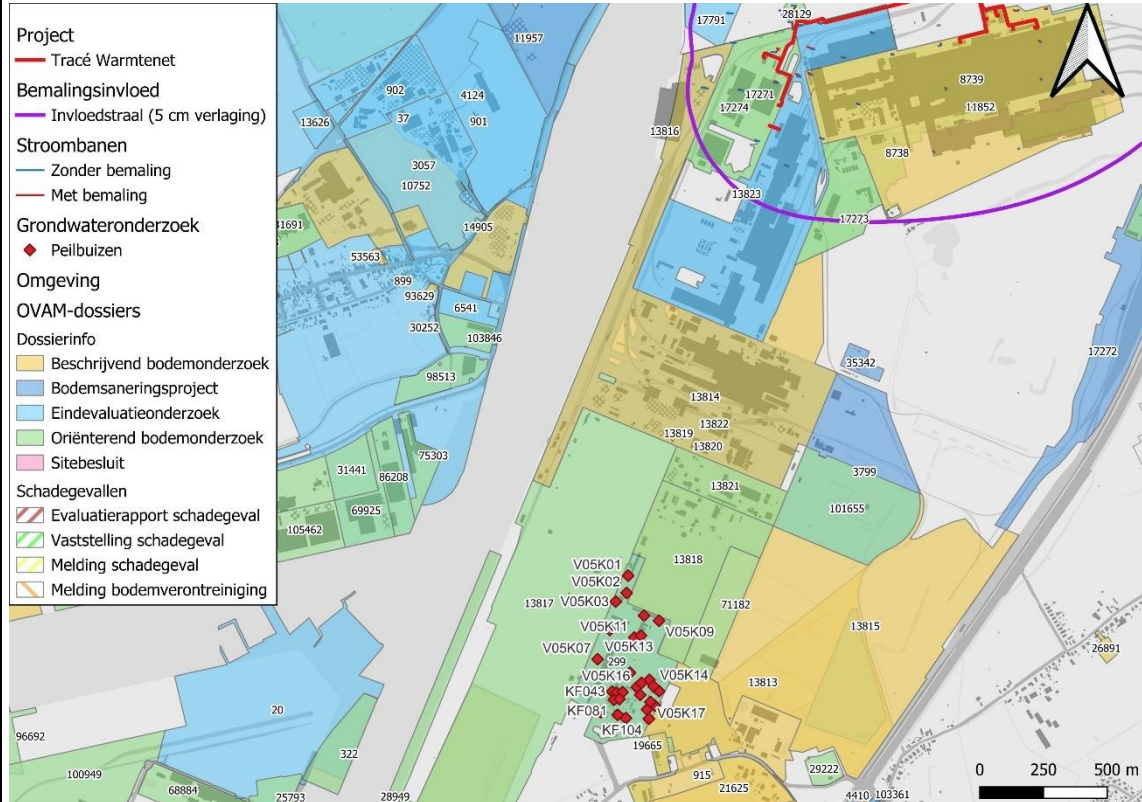 Project
Tracé Warmtenet
Bemalingsinvloed
Invloedstraal (5 cm verlaging)
Stroombanen
Zonder bemaling
Met bemaling
Grondwateronderzoek
Peilbuizen
Omgeving
OVAM-dossiers
Dossierinfo
Beschrijvend bodemonderzoek
Bodemsaneringsproject
Eindevaluatieonderzoek
Oriënterend bodemonderzoek
Sitebesluit
Schadegevallen
Evaluatierapport schadegeval
Vaststelling schadegeval
Melding schadegeval
Melding bodemverontreiniging
17791
28129
11957
902
4124
37
901
13626
3057
10752
13816
17271
17274
8739
11852
8738
13823
17273
14905
31691
53563
899
93629
6541
30252
103846
98513
17272
35342
13814
13822
13819
13820
3799
13821
101655
75303
31441
86208
69925
105462
13818
V05K01
V05K02
V05K03
13817
71182
V05K11
V05K09
V05K07
V05K13
299
V05K16
V05K14
KF043
KF081
V05K17
KF104
13815
26891
13813
19665
915
21625
29222
4410
103361
20
322
96692
100949
68884
25793
28949
0 250 500 m